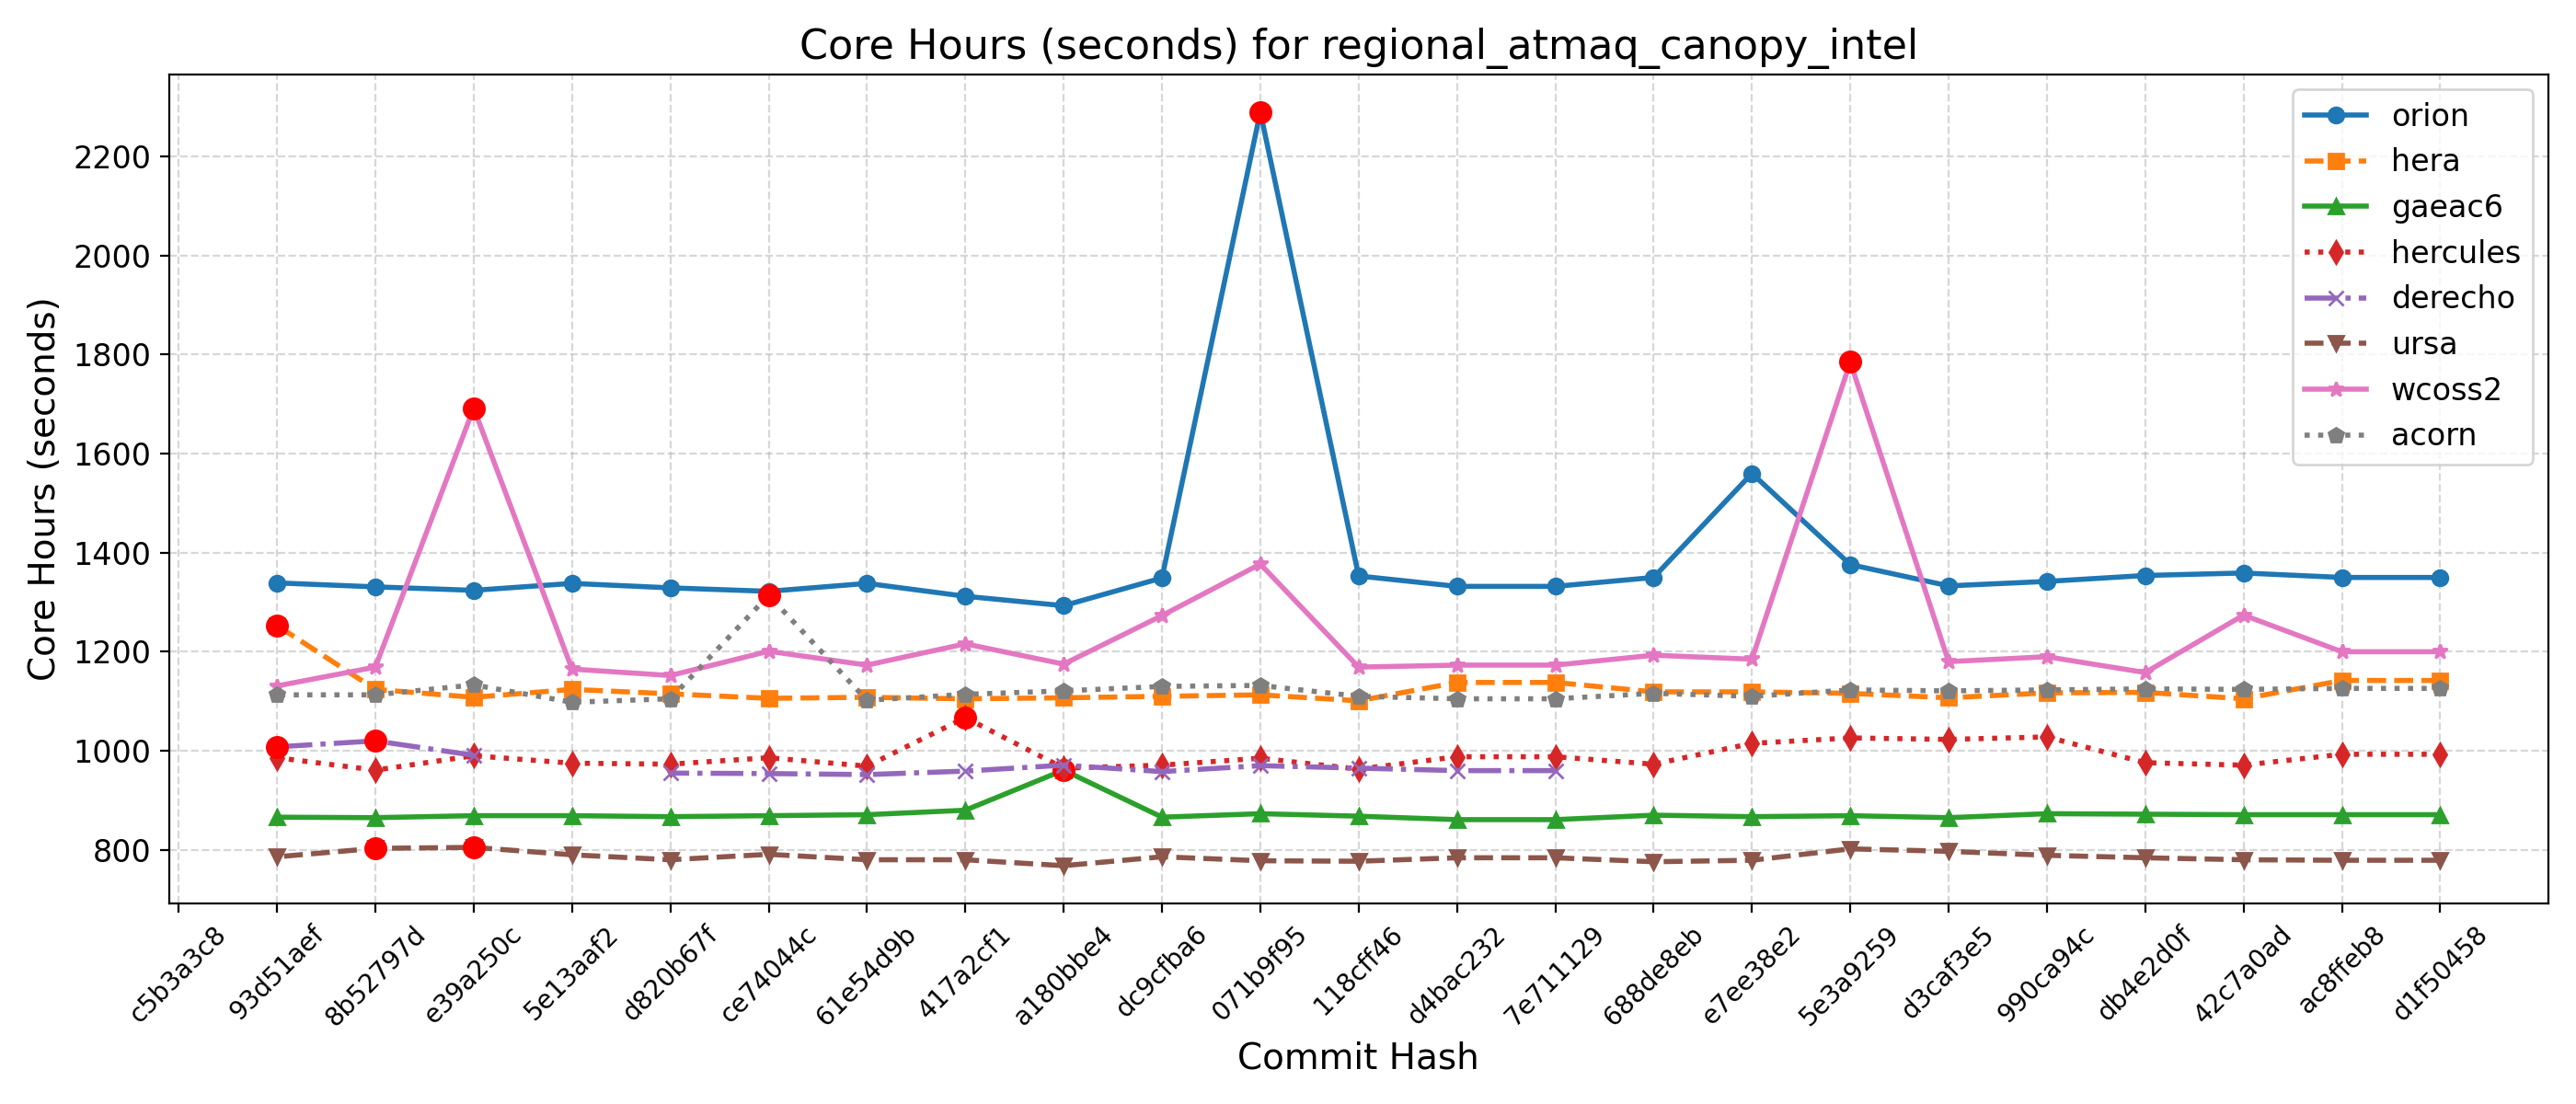 Core Hours (seconds) for regional_atmaq_canopy_intel
Core Hours (seconds)
2200
2000
1800
1600
1400
1200
1000
800
orion
hera
gaeac6
hercules
derecho
ursa
wcoss2
acorn
c5b3a3c8
93d51aef
8b52797d
e39a250c
5e13aaf2
d820b67f
ce74044c
61e54d9b
417a2cf1
a180bbe4
dc9cfba6
071b9f95
118cff46
d4bac232
7e711129
688de8eb
e7ee38e2
5e3a9259
d3caf3e5
990ca94c
db4e2d0f
42c7a0ad
ac8ffeb8
d1f50458
Commit Hash